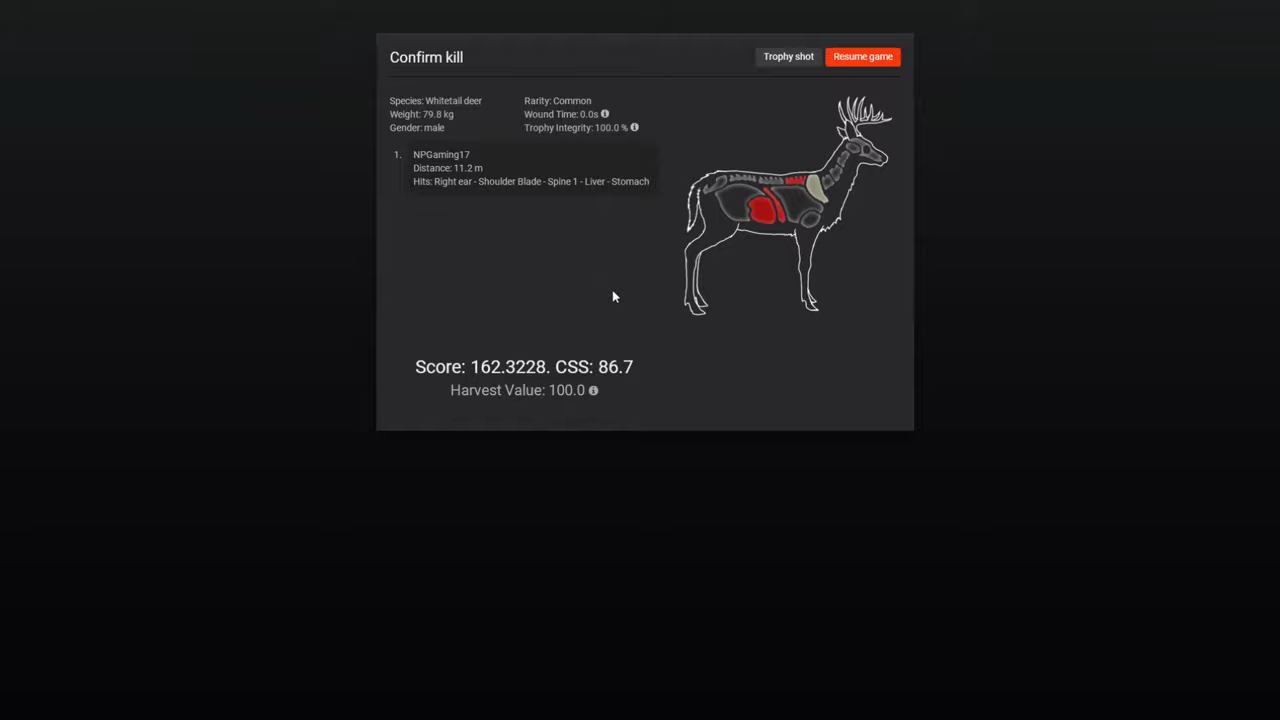 Confirm kill
Trophy shot
Resume game
Species: Whitetail deer
Rarity: Common
Weight: 79.8 kg
Wound Time: 0.0s
Gender: male
Trophy Integrity: 100.0 %
1. NPGaming17
Distance: 11.2 m
Hits: Right ear - Shoulder Blade - Spine 1 - Liver - Stomach
Score: 162.3228. CSS: 86.7
Harvest Value: 100.0